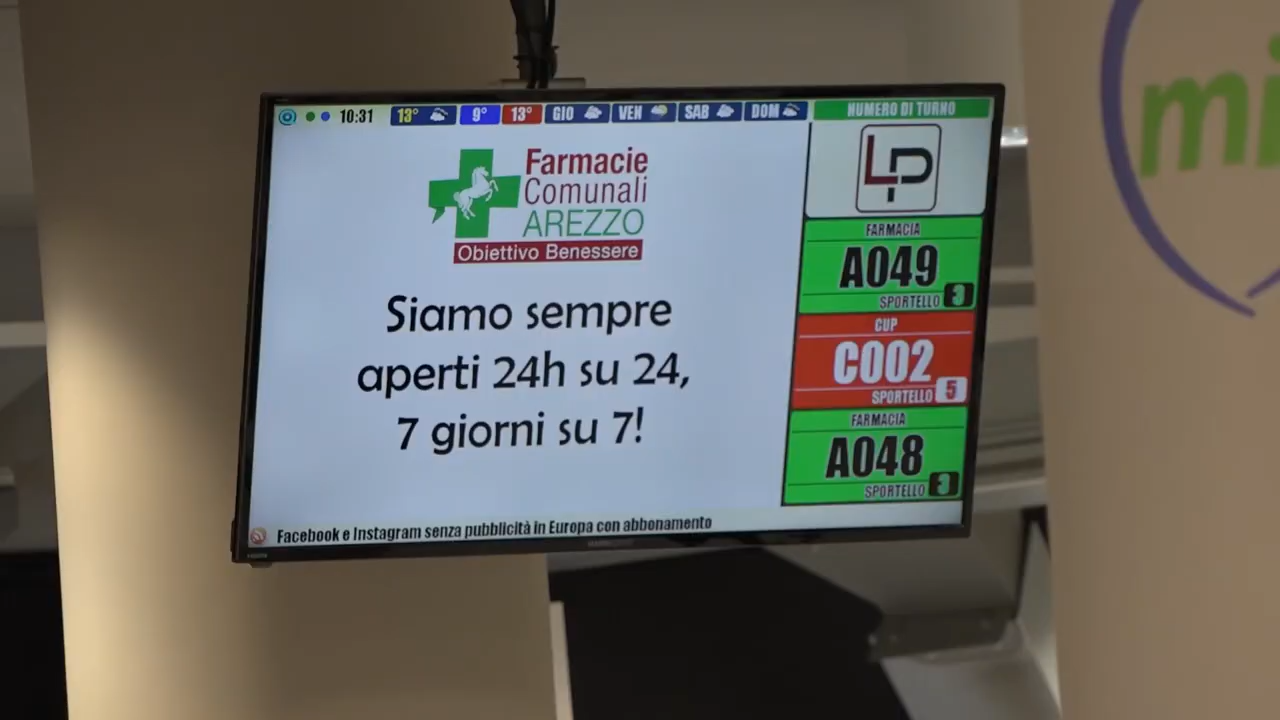 10:31 13° 9° 13° GIO VEN SAB DOM
NUMERO DI TURNO
LP
Farmacie
Comunali
AREZZO
Obiettivo Benessere
Siamo sempre
aperti 24h su 24,
7 giorni su 7!
FARMACIA
A049
SPORTELLO 3
CUP
C002
SPORTELLO 5
FARMACIA
A048
SPORTELLO 3
Facebook e Instagram senza pubblicità in Europa con abbonamento
mi